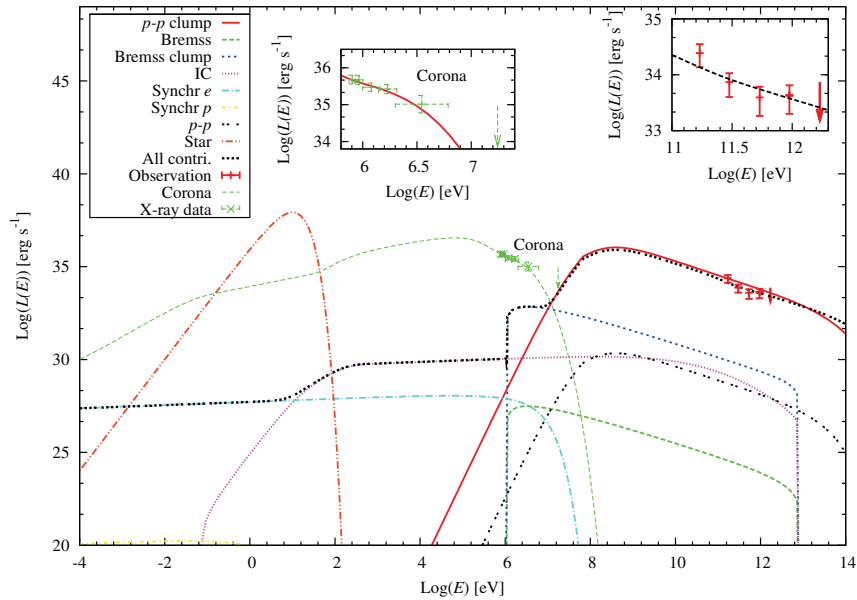 p-p clump
Bremss
Bremss clump
IC
Synchr e
Synchr p
p-p
Star
All contri.
Observation
Corona
X-ray data
Log(L(E)) [erg s⁻¹]
36
35
34
6
6.5
7
Corona
Log(E) [eV]
Log(L(E)) [erg s⁻¹]
35
34
33
11
11.5
12
Log(E) [eV]
Corona
Log(L(E)) [erg s⁻¹]
45
40
35
30
25
20
-4
-2
0
2
4
6
8
10
12
14
Log(E) [eV]